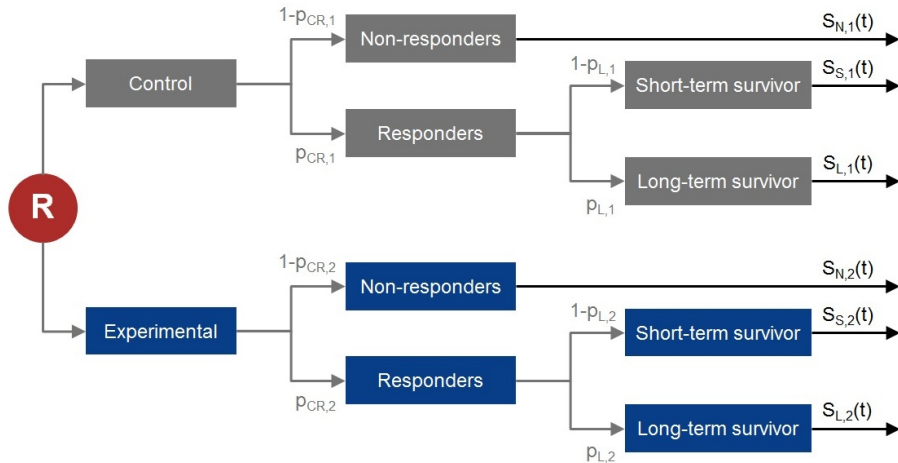 1-p_CR,1
Non-responders
S_N,1(t)
Control
1-p_L,1
Short-term survivor
S_S,1(t)
Responders
p_CR,1
Long-term survivor
S_L,1(t)
p_L,1
R
1-p_CR,2
Non-responders
S_N,2(t)
Experimental
1-p_L,2
Short-term survivor
S_S,2(t)
Responders
p_CR,2
Long-term survivor
S_L,2(t)
p_L,2